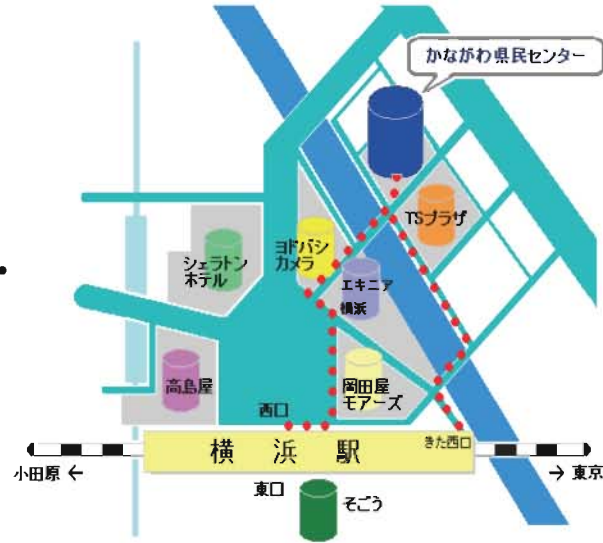 かながわ県民センター
TSプラザ
ヨドバシ
カメラ
シェラトン
ホテル
エキニア
横浜
高島屋
岡田屋
モアーズ
西口
きた西口
横浜駅
小田原 ←
→ 東京
東口
そごう